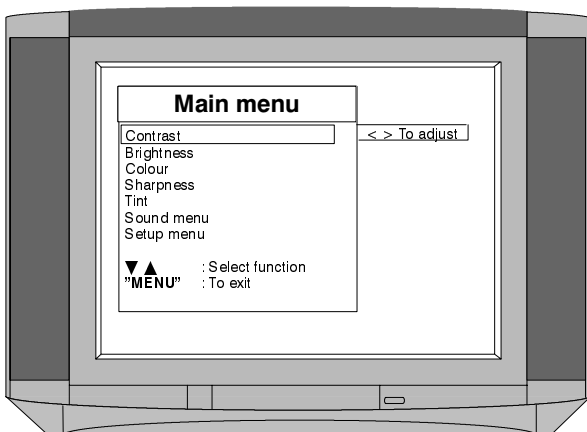 Main menu
Contrast
< > To adjust
Brightness
Colour
Sharpness
Tint
Sound menu
Setup menu
▼ ▲ : Select function
”MENU” : To exit